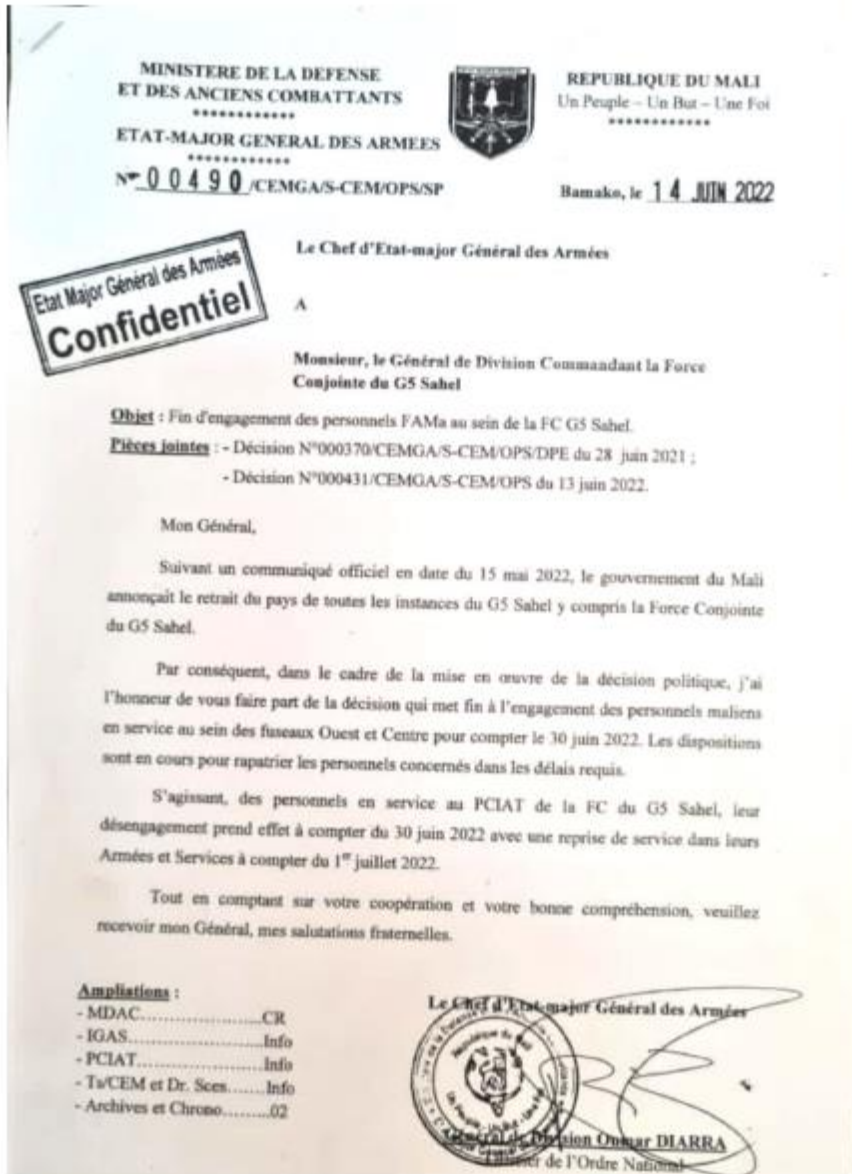 MINISTERE DE LA DEFENSE
ET DES ANCIENS COMBATTANTS
************
ETAT-MAJOR GENERAL DES ARMEES
************
N° 00490 /CEMGA/S-CEM/OPS/SP
REPUBLIQUE DU MALI
Un Peuple – Un But – Une Foi
************
Bamako, le 14 JUIN 2022
Etat Major Général des Armées
Confidentiel
Le Chef d'Etat-major Général des Armées
A
Monsieur, le Général de Division Commandant la Force
Conjointe du G5 Sahel
Objet : Fin d'engagement des personnels FAMa au sein de la FC G5 Sahel.
Pièces jointes : - Décision N°000370/CEMGA/S-CEM/OPS/DPE du 28 juin 2021 ;
- Décision N°000431/CEMGA/S-CEM/OPS du 13 juin 2022.
Mon Général,
Suivant un communiqué officiel en date du 15 mai 2022, le gouvernement du Mali
annonçait le retrait du pays de toutes les instances du G5 Sahel y compris la Force Conjointe
du G5 Sahel.
Par conséquent, dans le cadre de la mise en œuvre de la décision politique, j'ai
l'honneur de vous faire part de la décision qui met fin à l'engagement des personnels maliens
en service au sein des fuseaux Ouest et Centre pour compter le 30 juin 2022. Les dispositions
sont en cours pour rapatrier les personnels concernés dans les délais requis.
S'agissant, des personnels en service au PCIAT de la FC du G5 Sahel, leur
désengagement prend effet à compter du 30 juin 2022 avec une reprise de service dans leurs
Armées et Services à compter du 1er juillet 2022.
Tout en comptant sur votre coopération et votre bonne compréhension, veuillez
recevoir mon Général, mes salutations fraternelles.
Ampliations :
- MDAC......................CR
- IGAS........................Info
- PCIAT......................Info
- Ts/CEM et Dr. Sces.......Info
- Archives et Chrono.........02
Le Chef d'Etat-major Général des Armées
République du Mali
Un Peuple - Un But - Une Foi
Général de Division Oumar DIARRA
de l'Ordre National